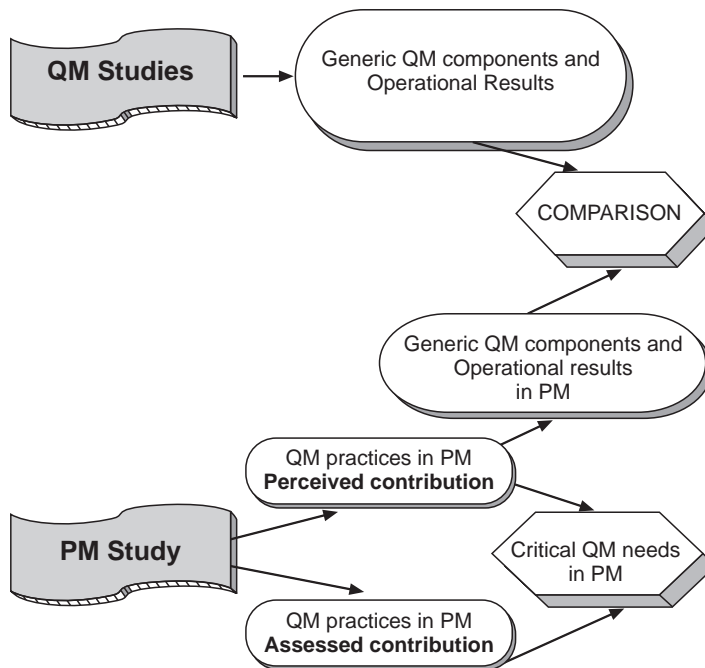 QM Studies
Generic QM components and
Operational Results
COMPARISON
Generic QM components and
Operational results
in PM
QM practices in PM
Perceived contribution
PM Study
Critical QM needs
in PM
QM practices in PM
Assessed contribution